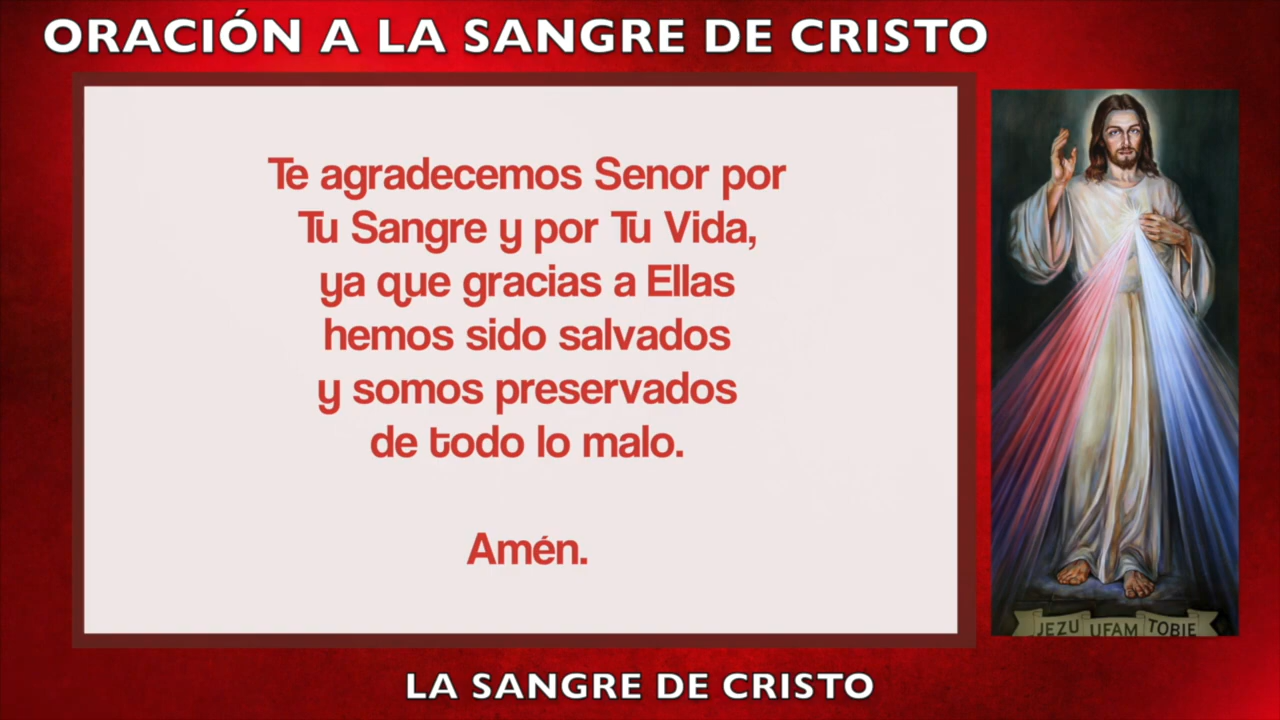 ORACIÓN A LA SANGRE DE CRISTO
Te agradecemos Senor por
Tu Sangre y por Tu Vida,
ya que gracias a Ellas
hemos sido salvados
y somos preservados
de todo lo malo.
Amén.
JEZU UFAM TOBIE
LA SANGRE DE CRISTO